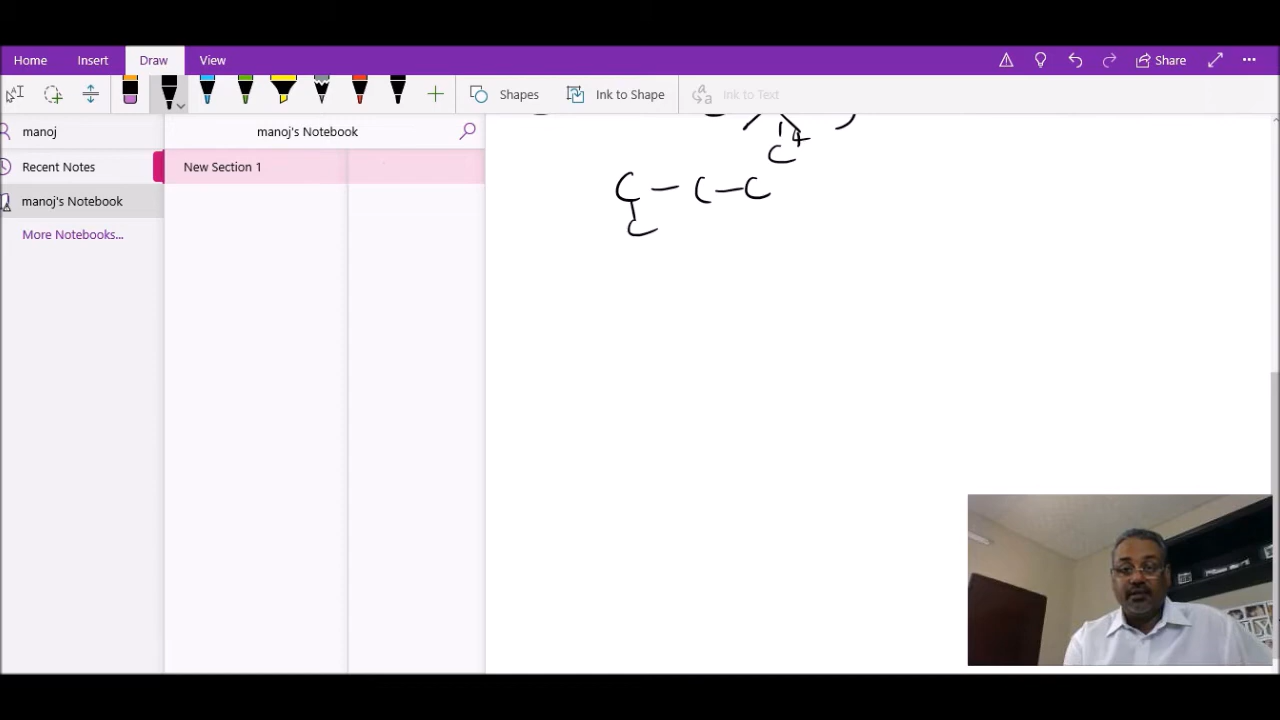 Home Insert Draw View Share
Shapes Ink to Shape Ink to Text
manoj manoj's Notebook
Recent Notes New Section 1
manoj's Notebook
More Notebooks...
C
C – C – C
C